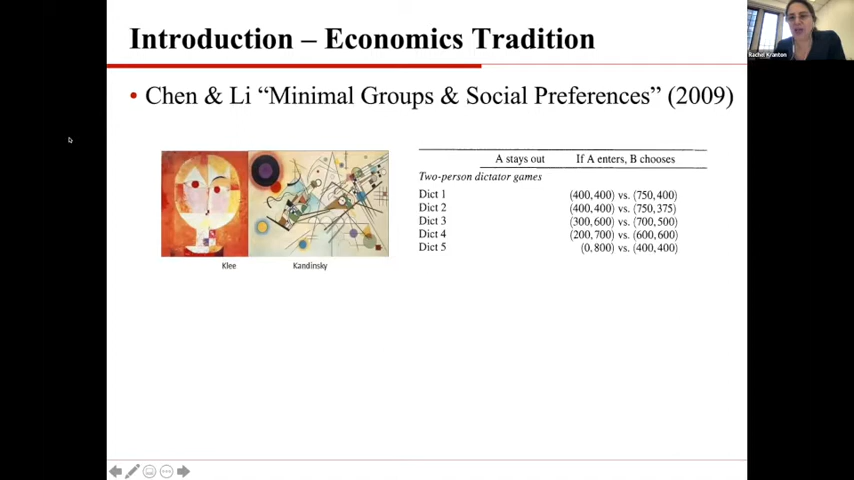 Introduction – Economics Tradition
Rachel Kranton
• Chen & Li “Minimal Groups & Social Preferences” (2009)
A stays out If A enters, B chooses
Two-person dictator games
Dict 1 (400, 400) vs. (750, 400)
Dict 2 (400, 400) vs. (750, 375)
Dict 3 (300, 600) vs. (700, 500)
Dict 4 (200, 700) vs. (600, 600)
Dict 5 (0, 800) vs. (400, 400)
Klee Kandinsky